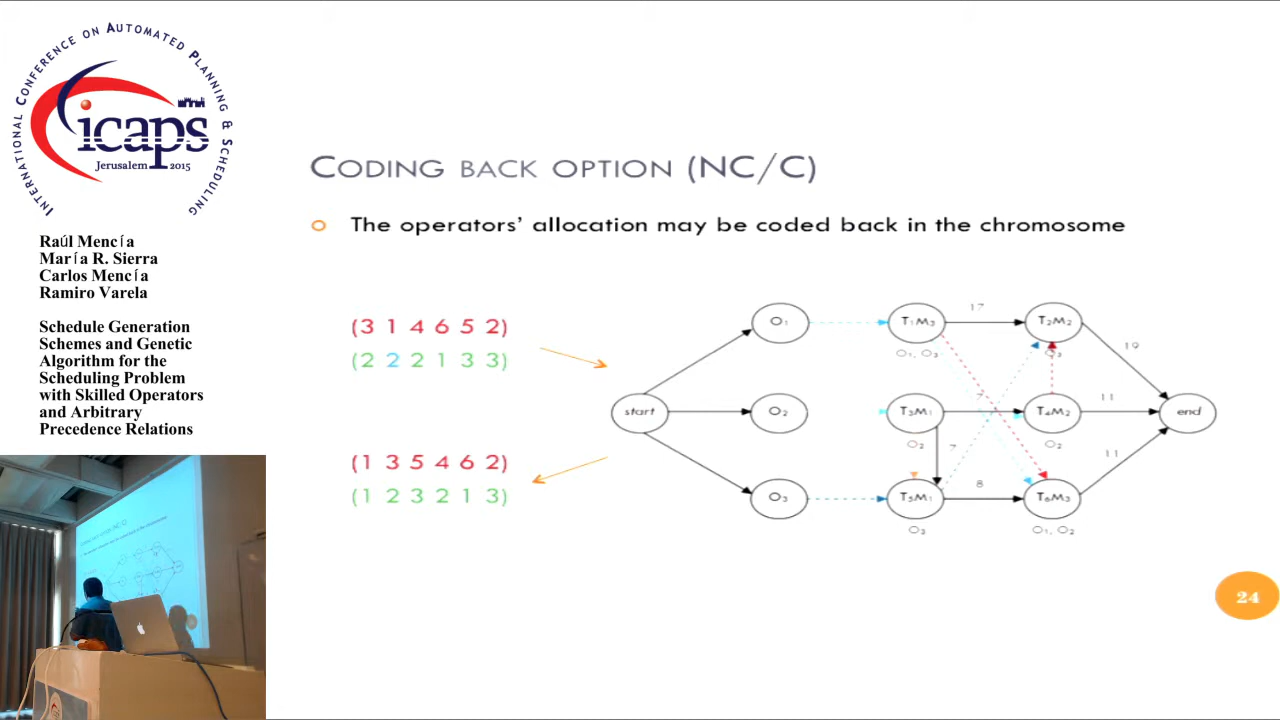 INTERNATIONAL CONFERENCE ON AUTOMATED PLANNING & SCHEDULING
icaps
Jerusalem 2015
Raúl Mencía
María R. Sierra
Carlos Mencía
Ramiro Varela
Schedule Generation
Schemes and Genetic
Algorithm for the
Scheduling Problem
with Skilled Operators
and Arbitrary
Precedence Relations
CODING BACK OPTION (NC/C)
The operators' allocation may be coded back in the chromosome
(3 1 4 6 5 2)
(2 2 2 1 3 3)
(1 3 5 4 6 2)
(1 2 3 2 1 3)
start
O1
O2
O3
T1M3
O1, O3
17
T2M2
O3
19
T3M1
O2
7
T4M2
O2
11
end
7
T5M1
O3
8
T6M3
O1, O2
11
24